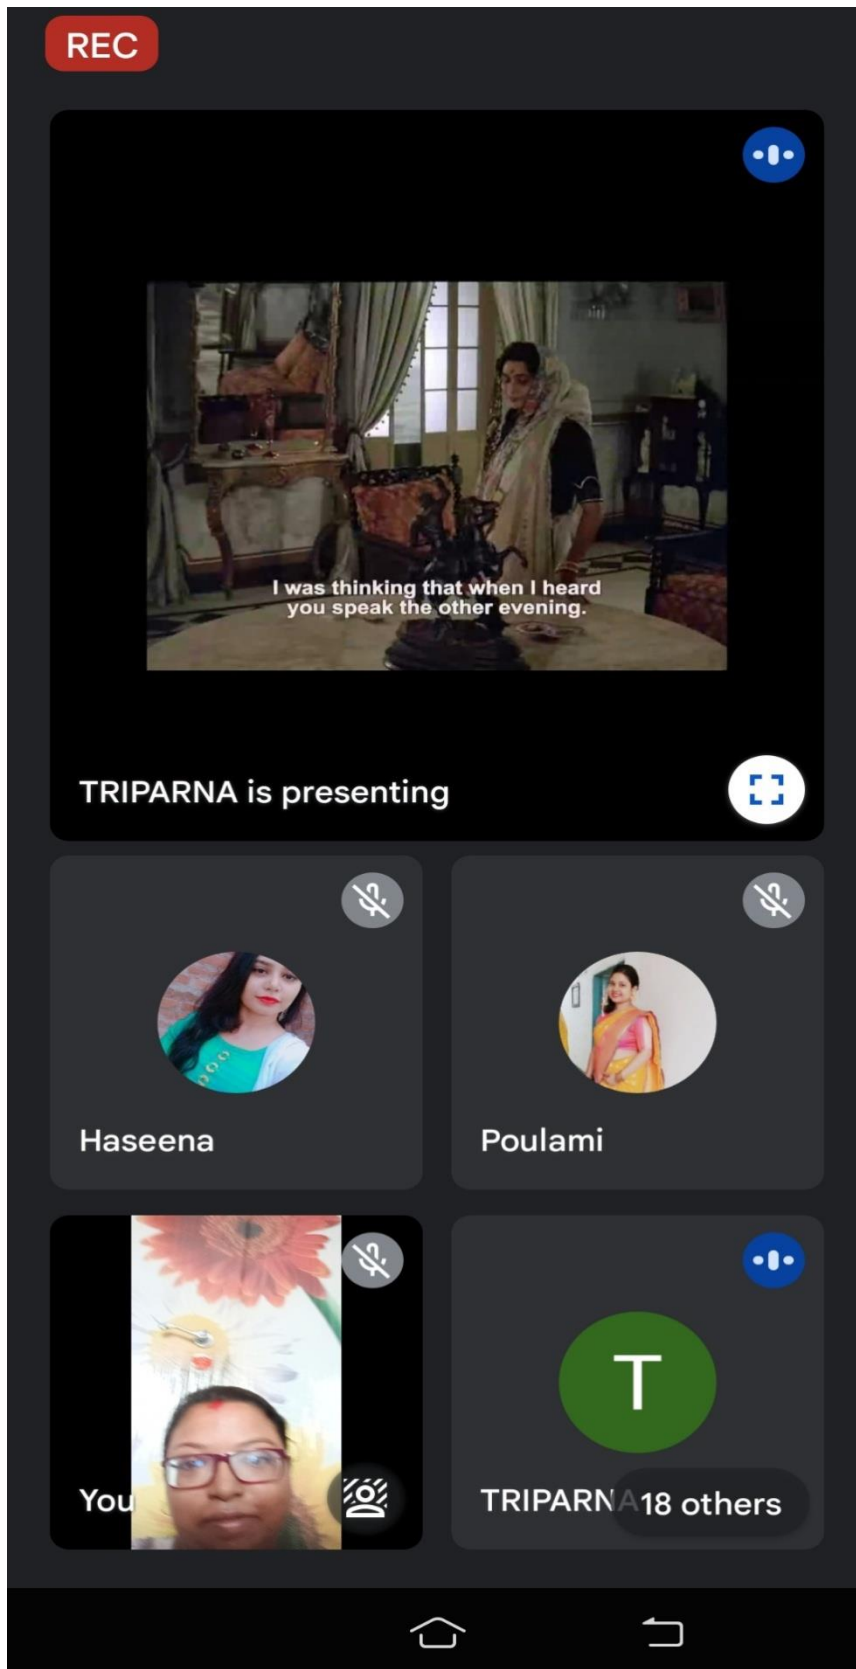 REC
I was thinking that when I heard
you speak the other evening.
TRIPARNA is presenting
Haseena
Poulami
You
T
TRIPARNA
18 others